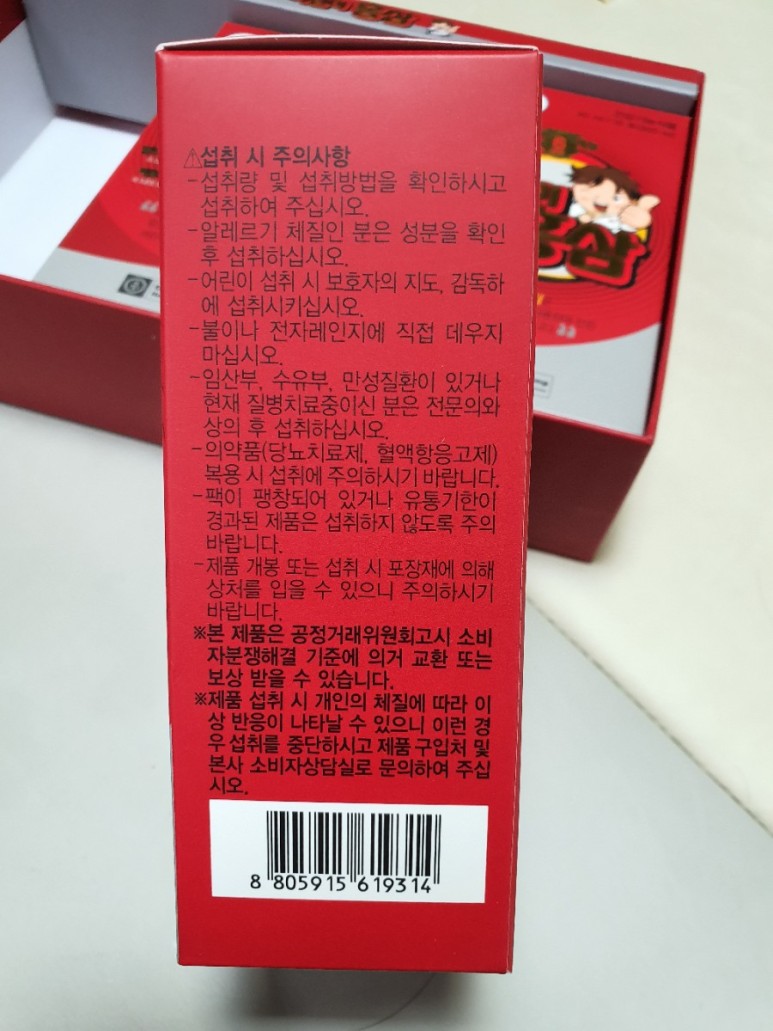 ⚠섭취 시 주의사항
-섭취량 및 섭취방법을 확인하시고
섭취하여 주십시오.
-알레르기 체질인 분은 성분을 확인
후 섭취하십시오.
-어린이 섭취 시 보호자의 지도, 감독하
에 섭취시키십시오.
-불이나 전자레인지에 직접 데우지
마십시오.
-임산부, 수유부, 만성질환이 있거나
현재 질병치료중이신 분은 전문의와
상의 후 섭취하십시오.
-의약품(당뇨치료제, 혈액항응고제)
복용 시 섭취에 주의하시기 바랍니다.
-팩이 팽창되어 있거나 유통기한이
경과된 제품은 섭취하지 않도록 주의
바랍니다.
-제품 개봉 또는 섭취 시 포장재에 의해
상처를 입을 수 있으니 주의하시기
바랍니다.
※본 제품은 공정거래위원회고시 소비
자분쟁해결 기준에 의거 교환 또는
보상 받을 수 있습니다.
※제품 섭취 시 개인의 체질에 따라 이
상 반응이 나타날 수 있으니 이런 경
우 섭취를 중단하시고 제품 구입처 및
본사 소비자상담실로 문의하여 주십
시오.
8 805915 619314